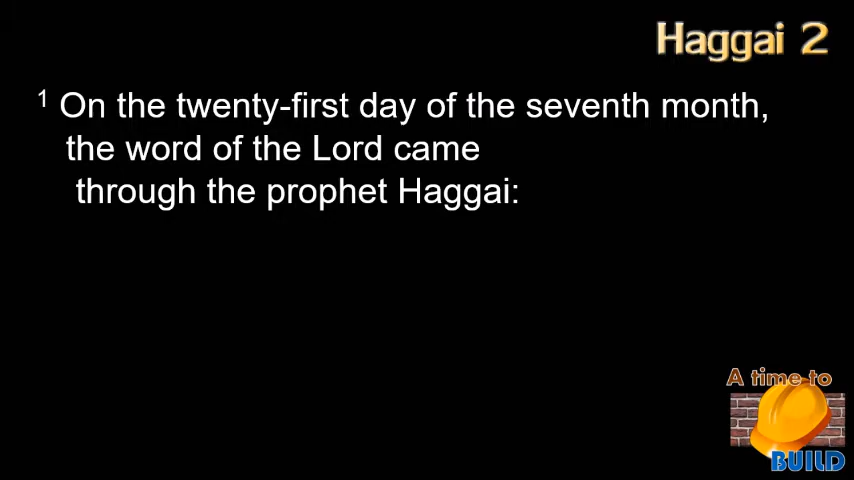 Haggai 2
1 On the twenty-first day of the seventh month,
the word of the Lord came
through the prophet Haggai:
A time to
BUILD